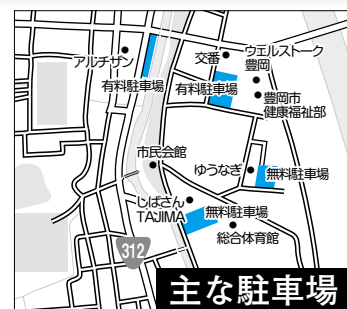 アルチザン
有料駐車場
交番
ウェルストーク
豊岡
有料駐車場
豊岡市
健康福祉部
市民会館
ゆうなぎ
無料駐車場
じばさん
TAJIMA
無料駐車場
総合体育館
312
主な駐車場